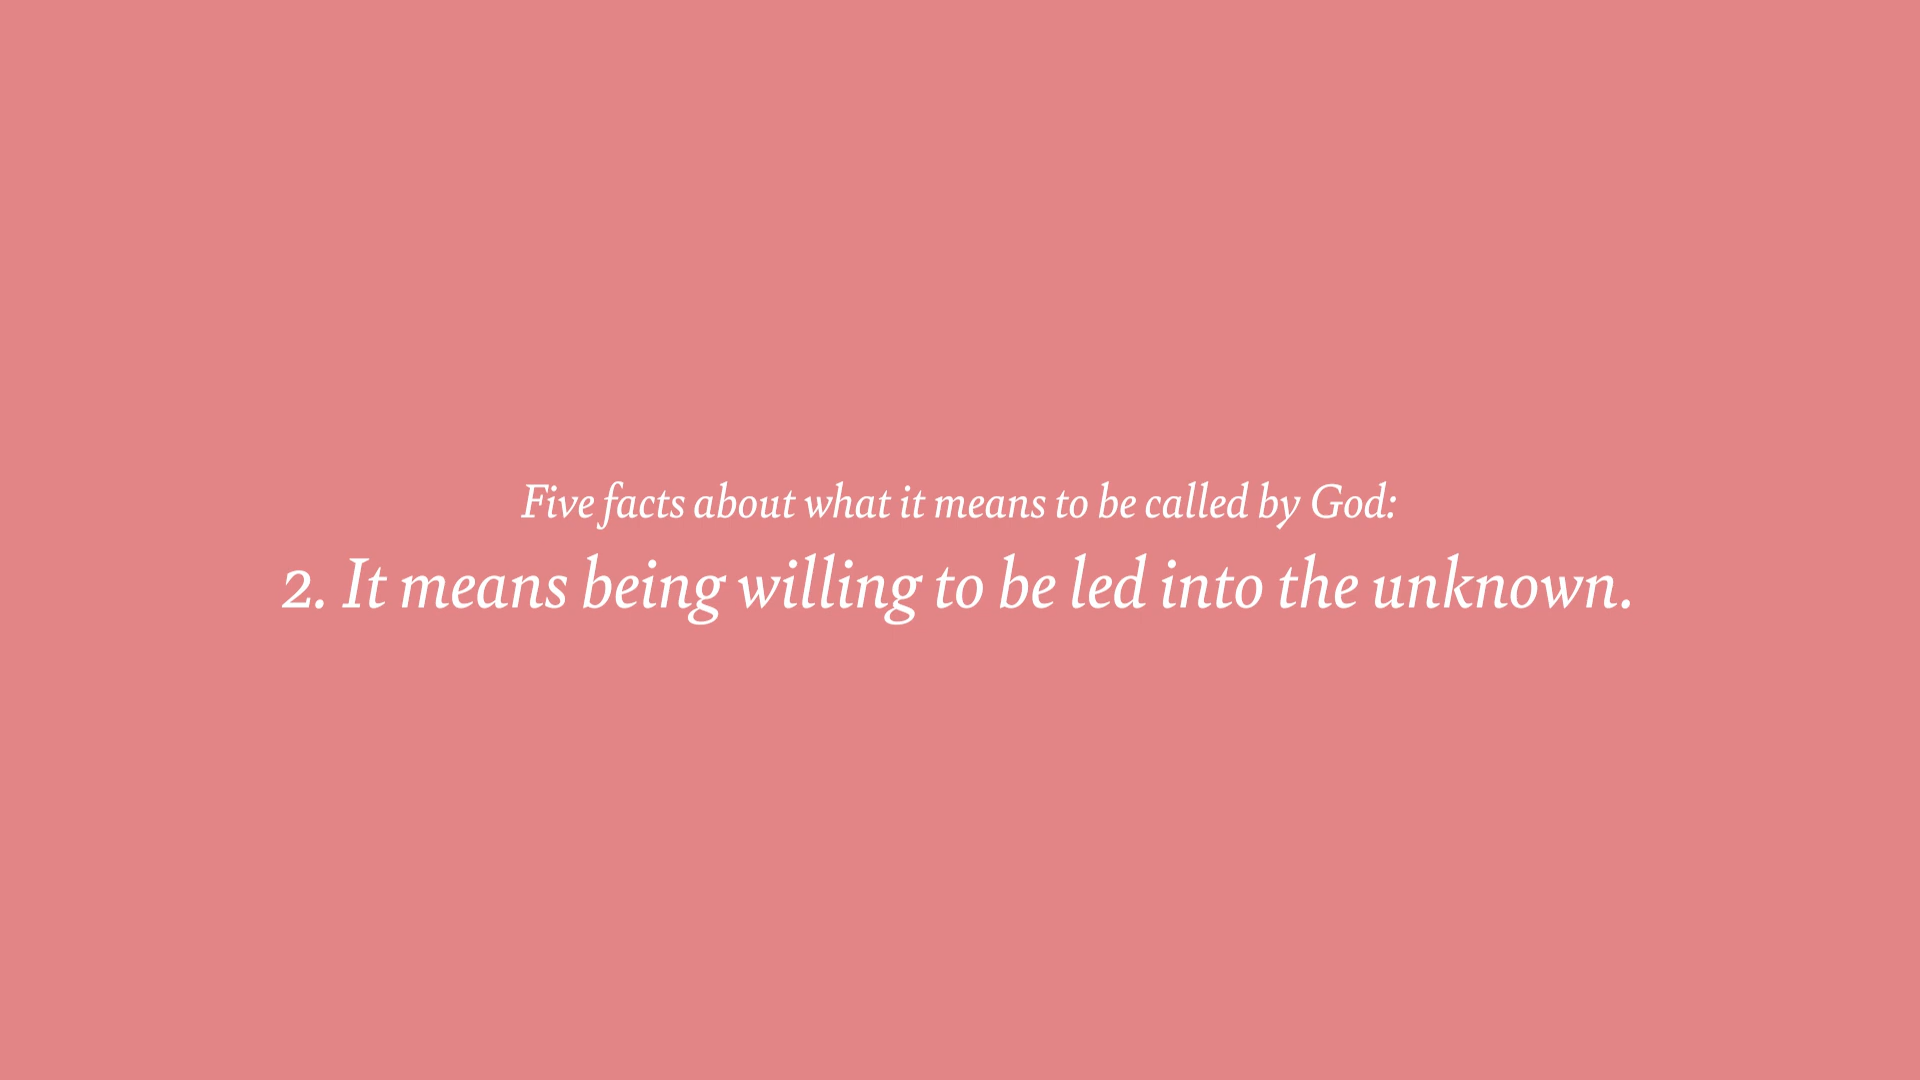 Five facts about what it means to be called by God:
2. It means being willing to be led into the unknown.